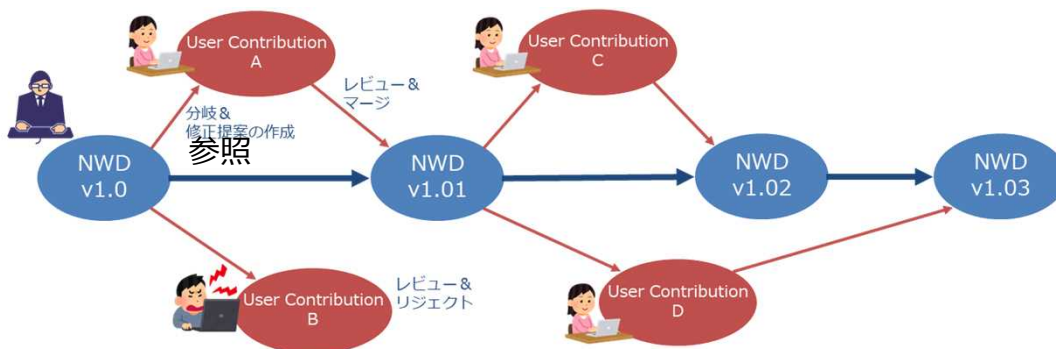 User Contribution
A
User Contribution
C
レビュー＆
マージ
分岐＆
修正提案の作成
参照
NWD
v1.0
NWD
v1.01
NWD
v1.02
NWD
v1.03
User Contribution
B
レビュー＆
リジェクト
User Contribution
D